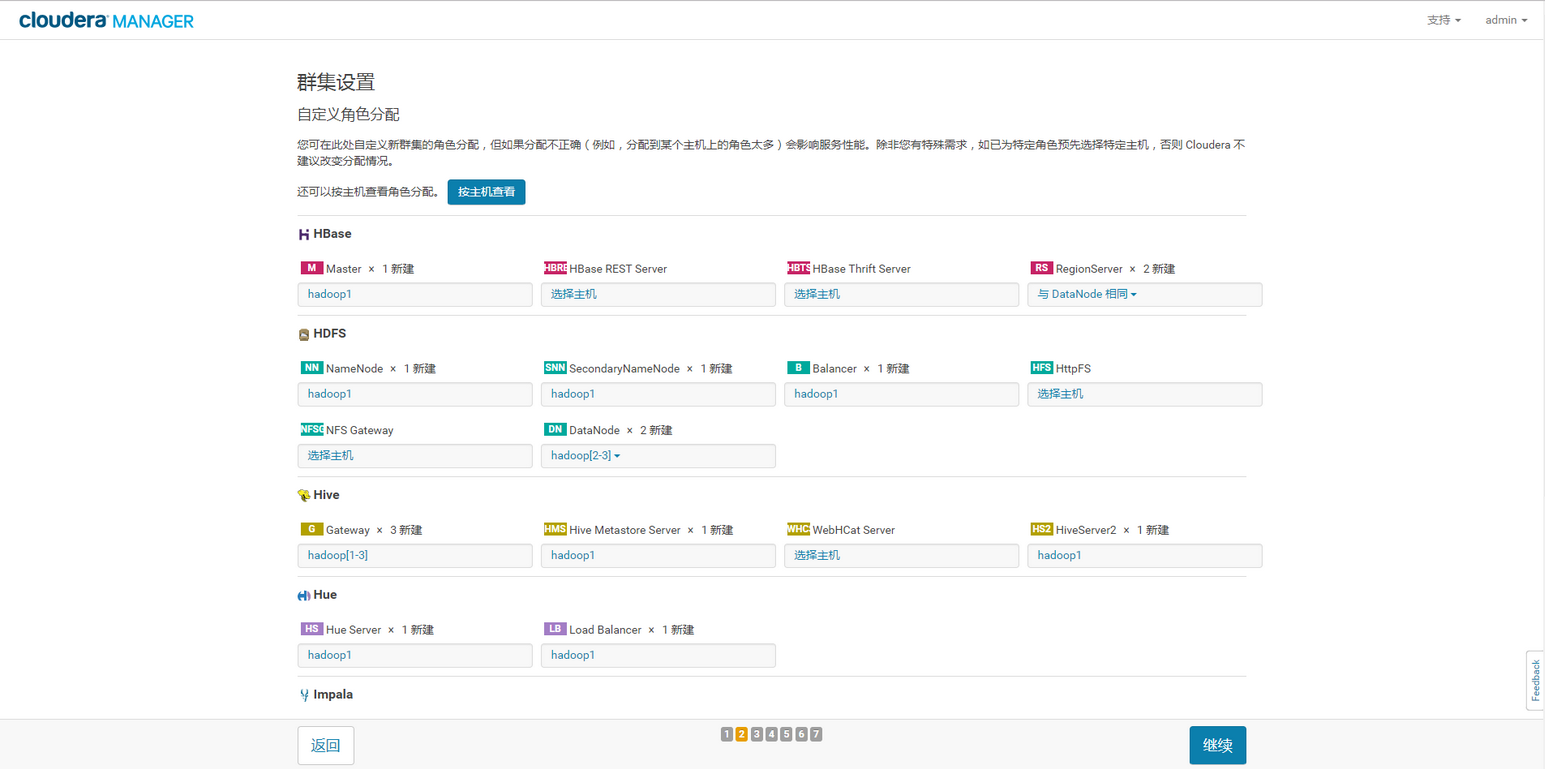 cloudera MANAGER
支持
admin
群集设置
自定义角色分配
您可在此处自定义新群集的角色分配，但如果分配不正确（例如，分配到某个主机上的角色太多）会影响服务性能。除非您有特殊需求，如已为特定角色预先选择特定主机，否则 Cloudera 不
建议改变分配情况。
还可以按主机查看角色分配。 按主机查看
HBase
M Master × 1 新建
HBRE HBase REST Server
HBTS HBase Thrift Server
RS RegionServer × 2 新建
hadoop1
选择主机
选择主机
与 DataNode 相同
HDFS
NN NameNode × 1 新建
SNN SecondaryNameNode × 1 新建
B Balancer × 1 新建
HFS HttpFS
hadoop1
hadoop1
hadoop1
选择主机
NFSG NFS Gateway
DN DataNode × 2 新建
选择主机
hadoop[2-3]
Hive
G Gateway × 3 新建
HMS Hive Metastore Server × 1 新建
WHCS WebHCat Server
HS2 HiveServer2 × 1 新建
hadoop[1-3]
hadoop1
选择主机
hadoop1
Hue
HS Hue Server × 1 新建
LB Load Balancer × 1 新建
hadoop1
hadoop1
Impala
Feedback
返回
1 2 3 4 5 6 7
继续